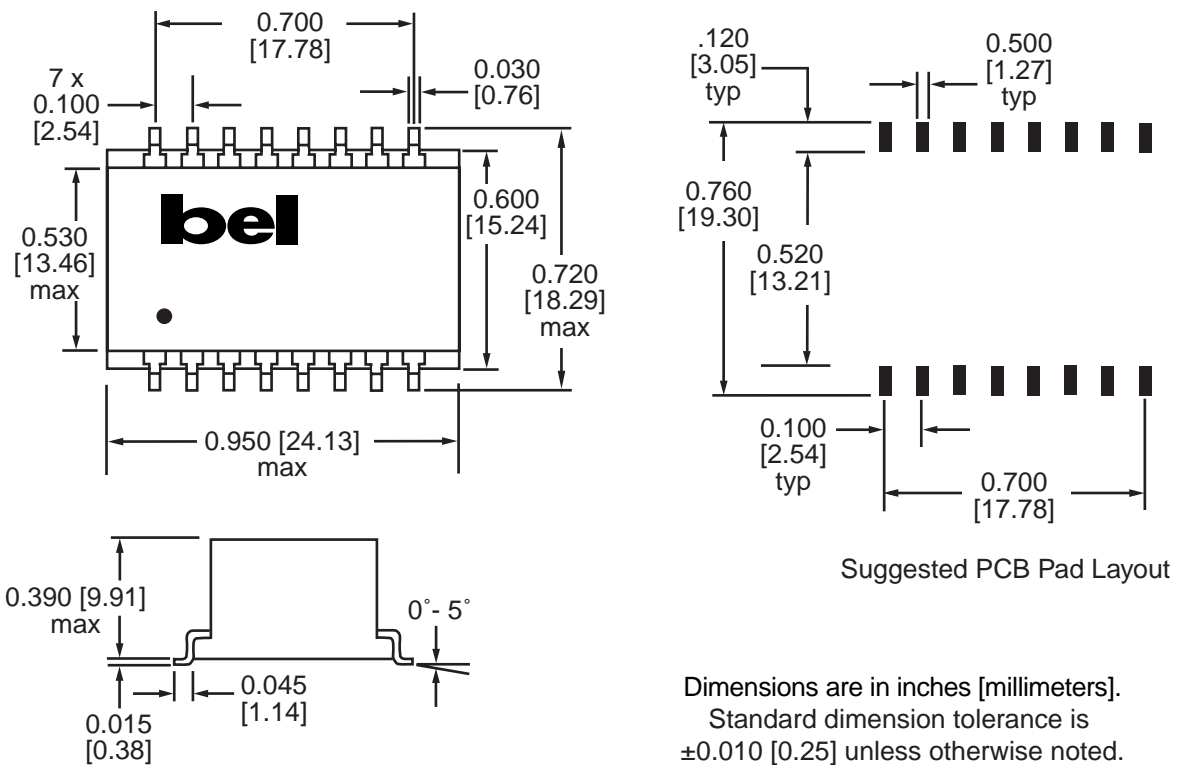 0.700
[17.78]
7 x
0.100
[2.54]
0.030
[0.76]
bel
0.530
[13.46]
max
0.600
[15.24]
0.720
[18.29]
max
0.950 [24.13]
max
.120
[3.05]
typ
0.500
[1.27]
typ
0.760
[19.30]
0.520
[13.21]
0.100
[2.54]
typ
0.700
[17.78]
Suggested PCB Pad Layout
0.390 [9.91]
max
0°- 5°
0.015
[0.38]
0.045
[1.14]
Dimensions are in inches [millimeters].
Standard dimension tolerance is
±0.010 [0.25] unless otherwise noted.